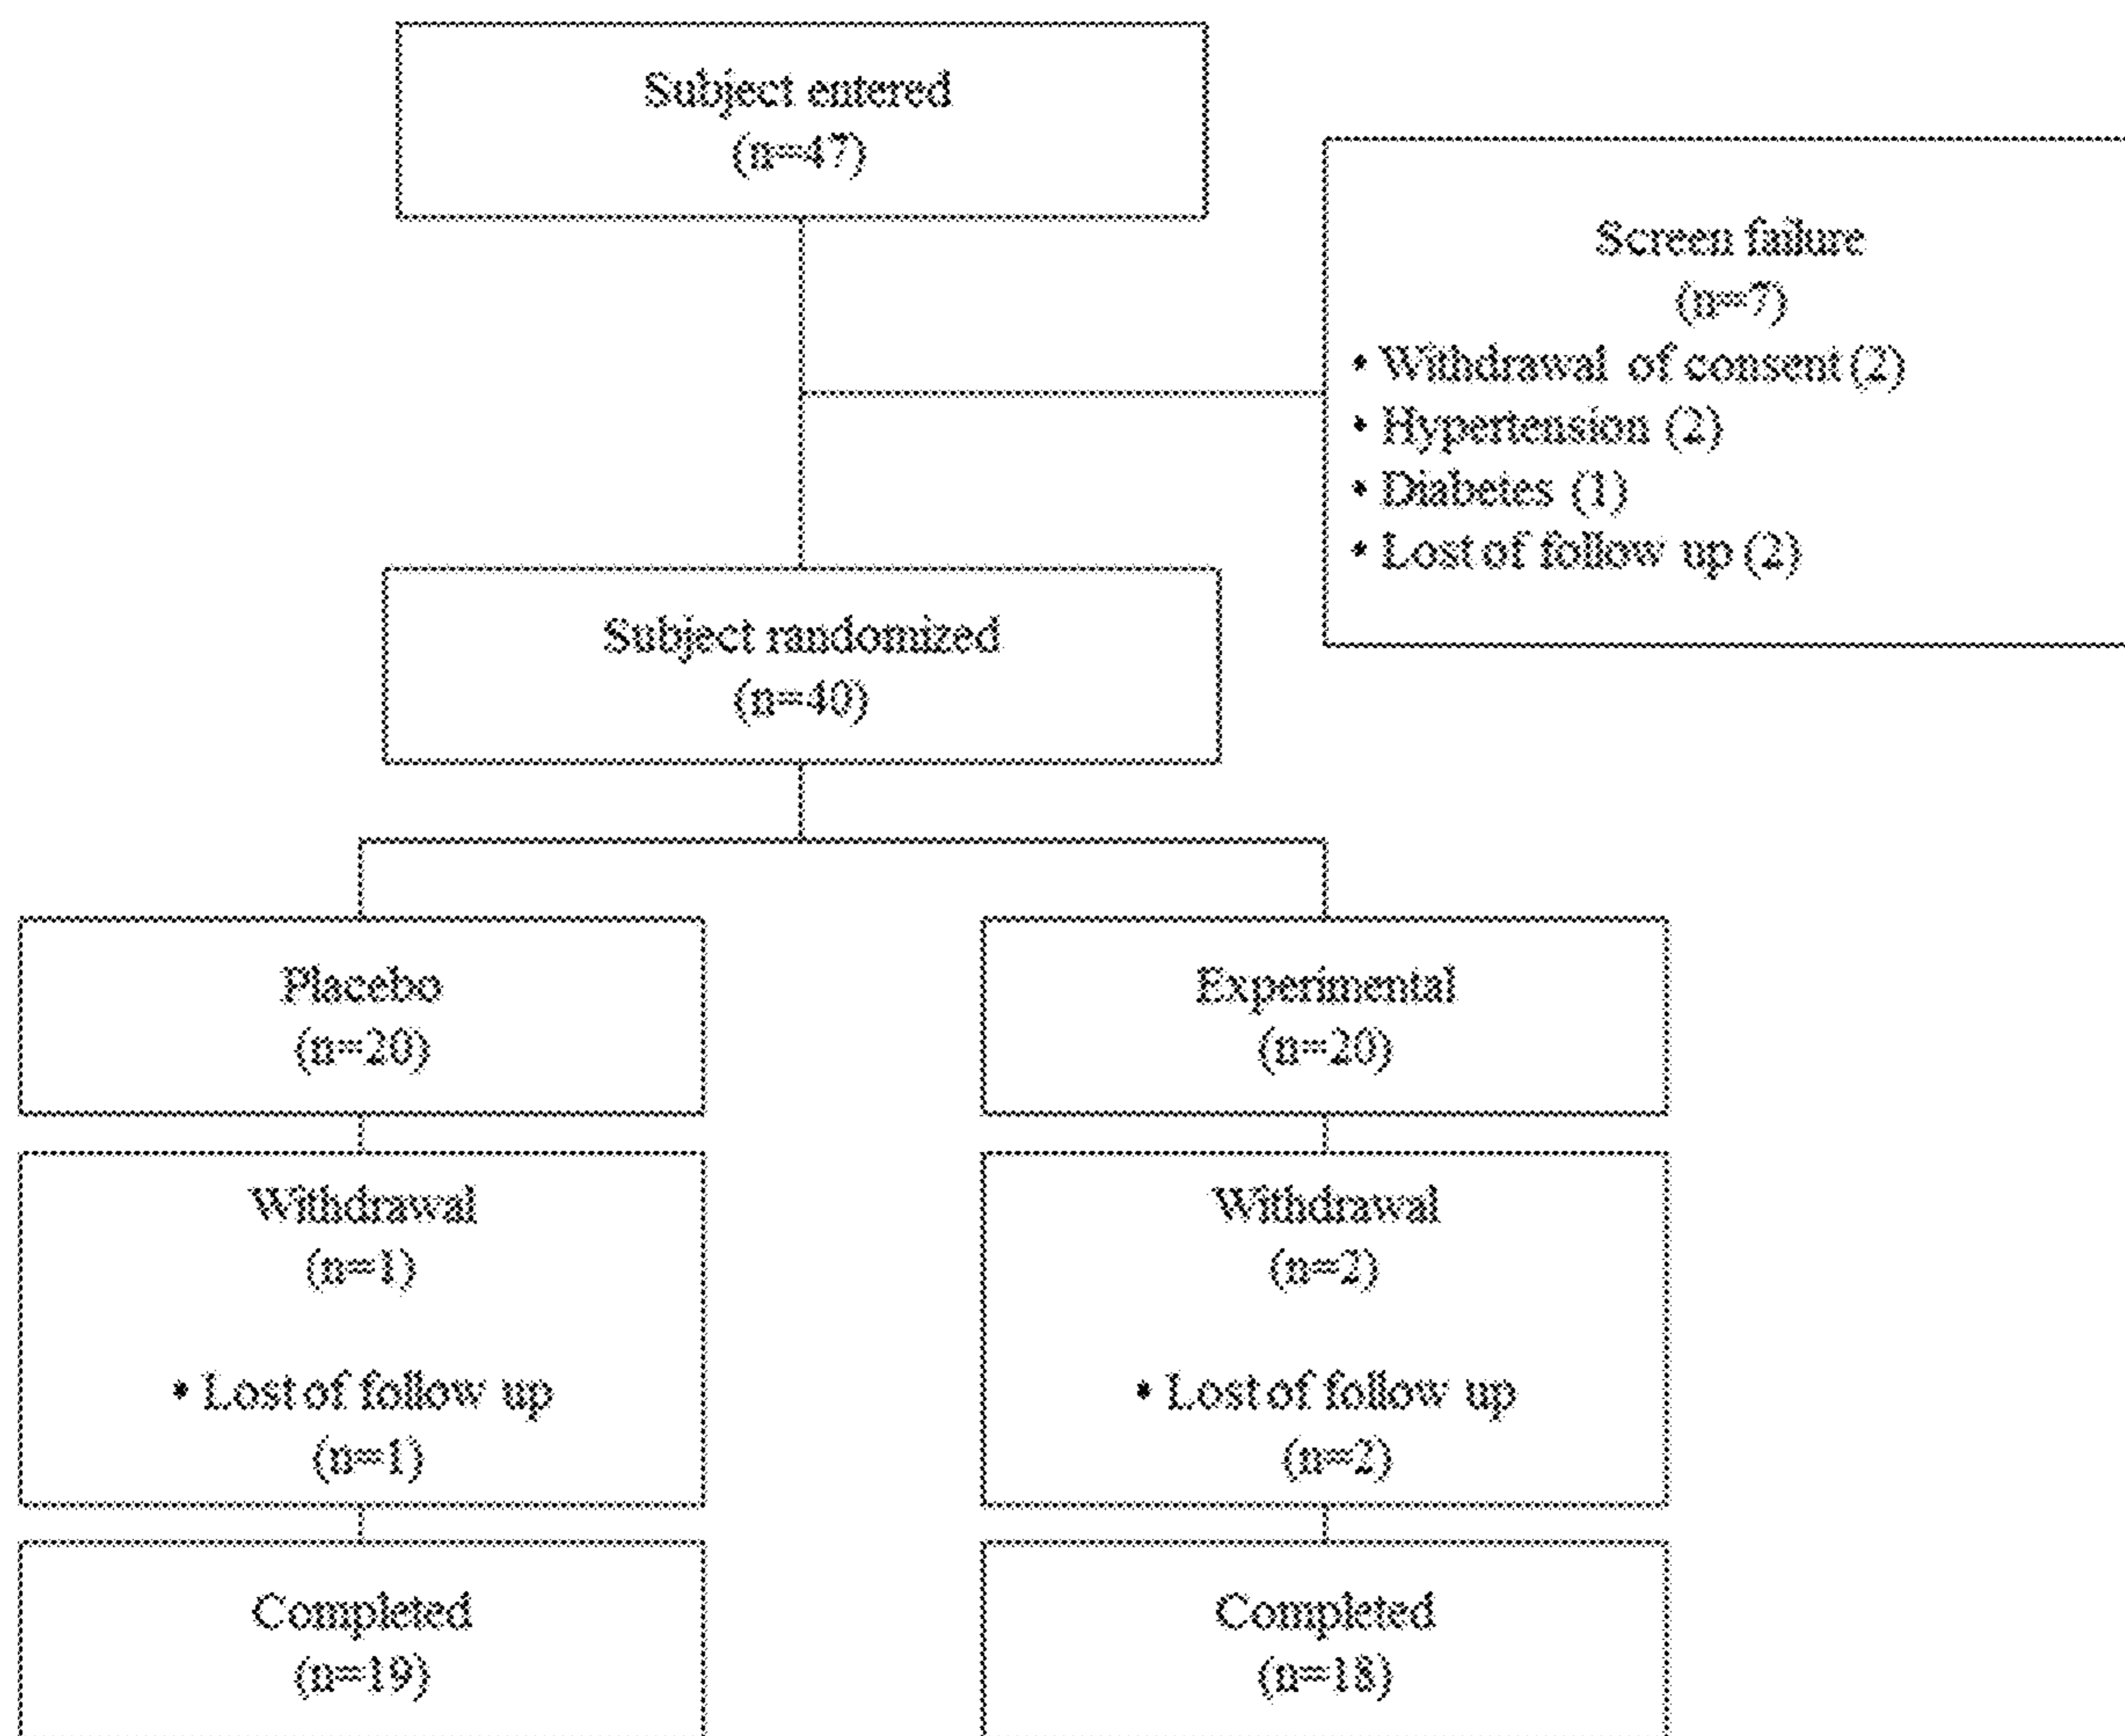 Subject entered
(n=47)
Screen failure
(n=7)
• Withdrawal of consent (2)
• Hypertension (2)
• Diabetes (1)
• Lost of follow up (2)
Subject randomized
(n=40)
Placebo
(n=20)
Experimental
(n=20)
Withdrawal
(n=1)
• Lost of follow up
(n=1)
Withdrawal
(n=2)
• Lost of follow up
(n=2)
Completed
(n=19)
Completed
(n=18)